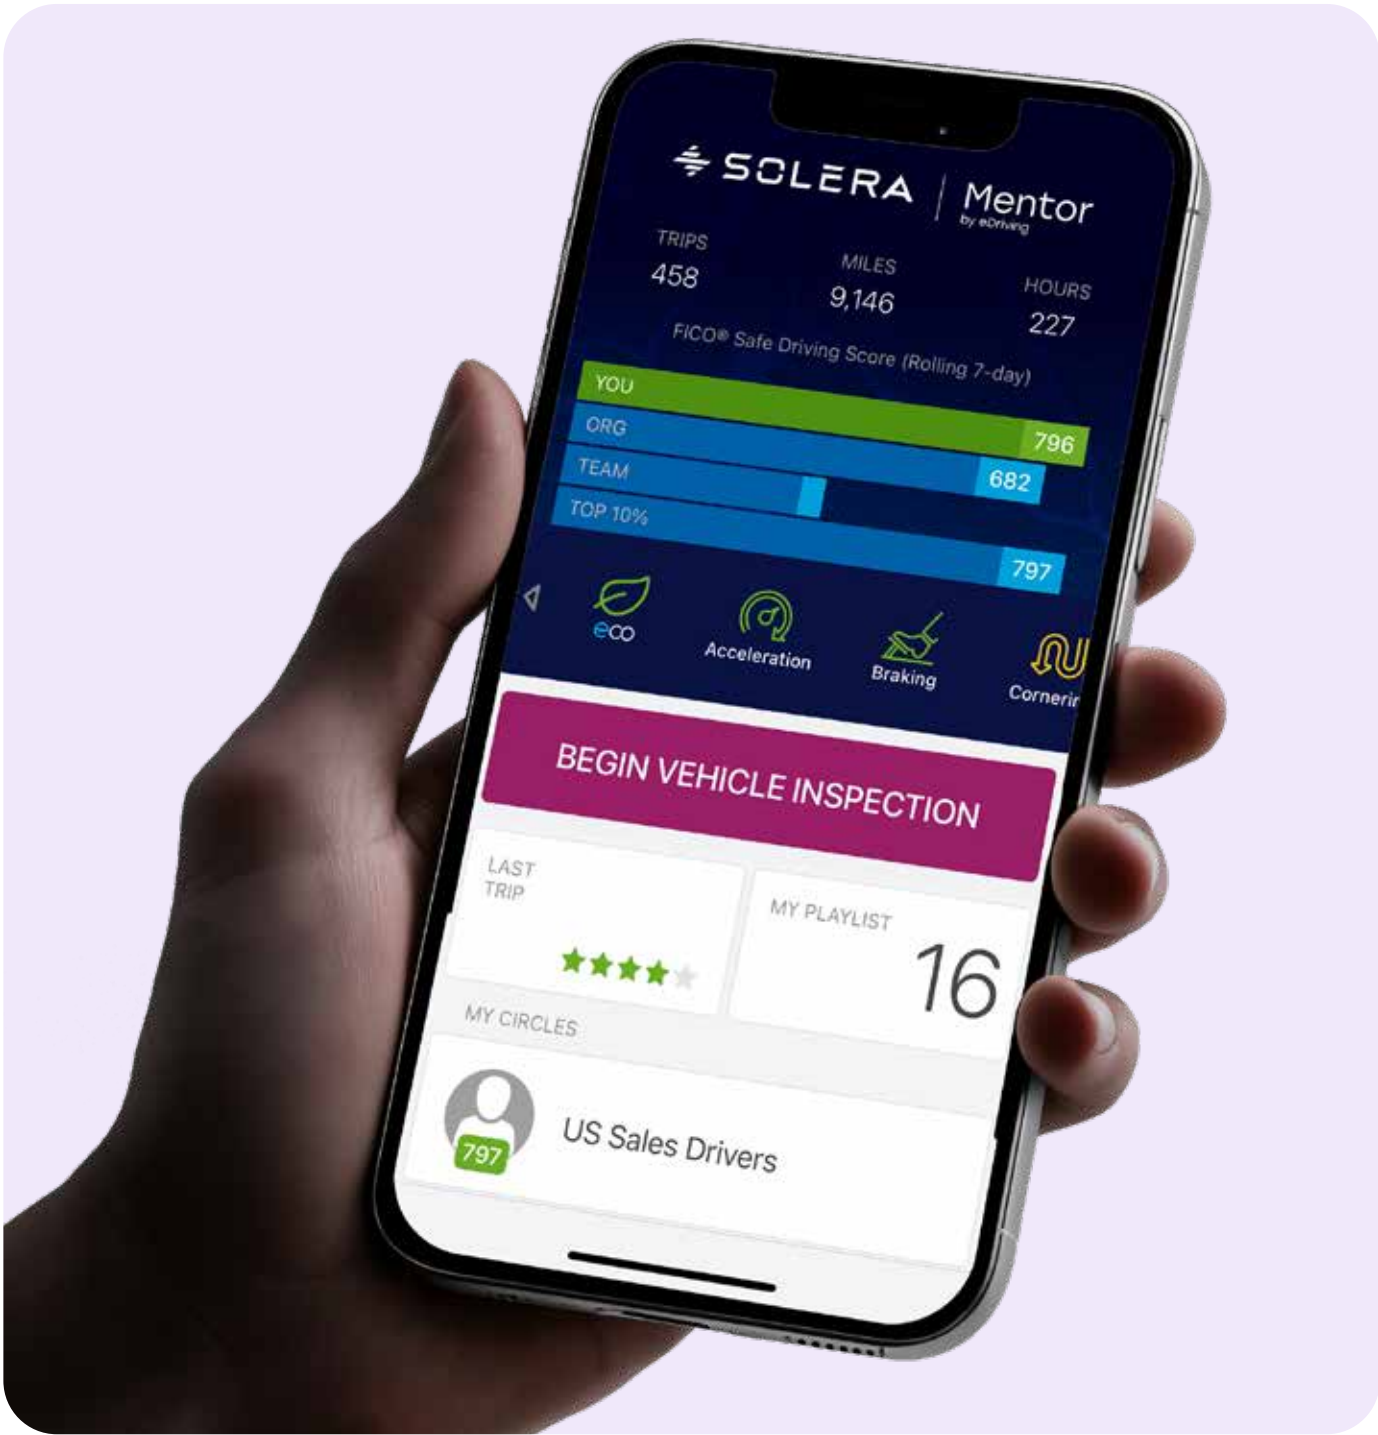 SOLERA | Mentor
by eDriving
TRIPS MILES HOURS
458 9,146 227
FICO® Safe Driving Score (Rolling 7-day)
YOU 796
ORG 682
TEAM
TOP 10% 797
eco Acceleration Braking Cornerin
BEGIN VEHICLE INSPECTION
LAST
TRIP
MY PLAYLIST
16
MY CIRCLES
797 US Sales Drivers